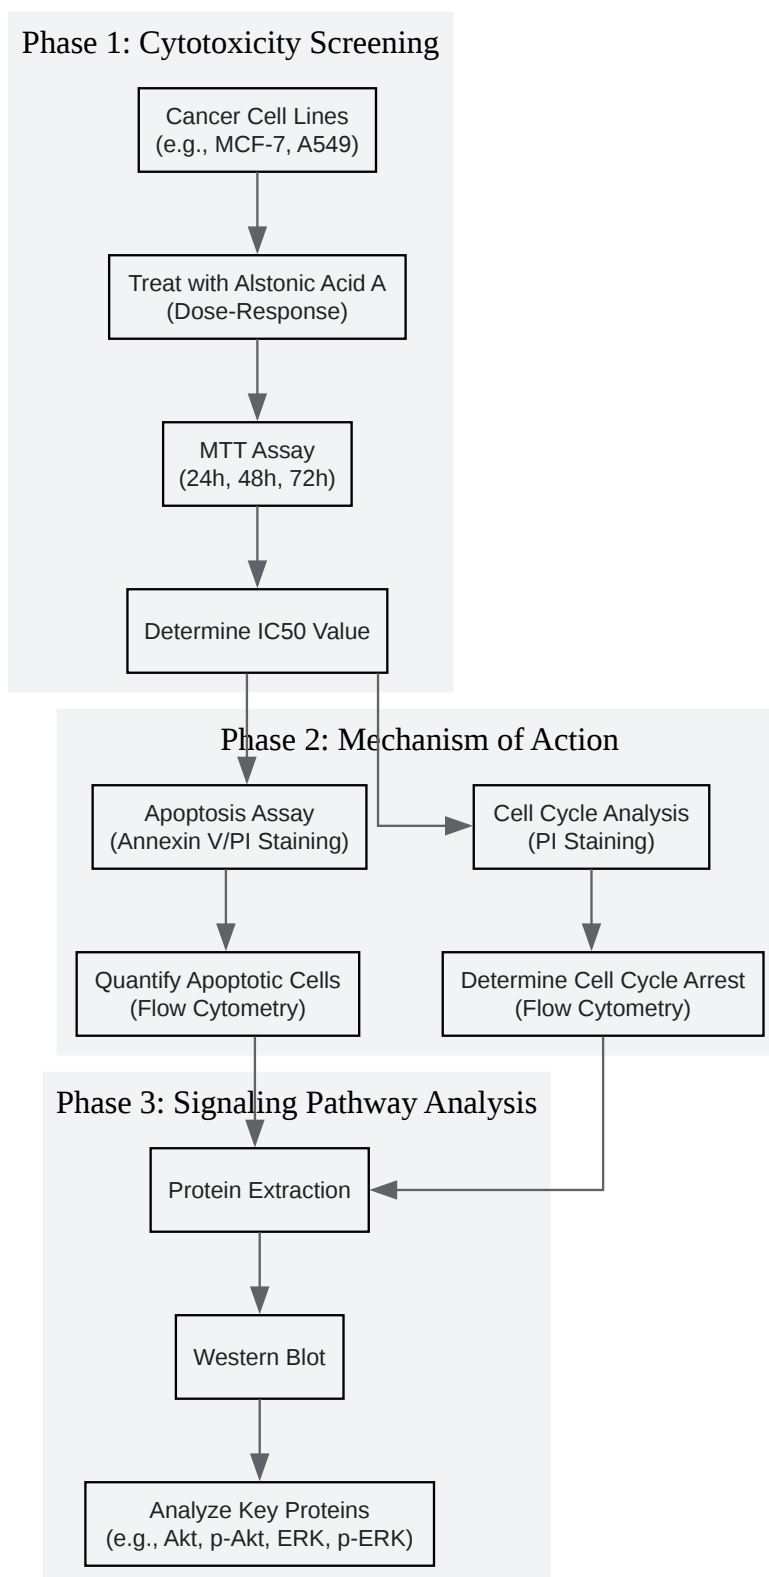 Phase 1: Cytotoxicity Screening
Cancer Cell Lines
(e.g., MCF-7, A549)
Treat with Alstonic Acid A
(Dose-Response)
MTT Assay
(24h, 48h, 72h)
Determine IC50 Value
Phase 2: Mechanism of Action
Apoptosis Assay
(Annexin V/PI Staining)
Cell Cycle Analysis
(PI Staining)
Quantify Apoptotic Cells
(Flow Cytometry)
Determine Cell Cycle Arrest
(Flow Cytometry)
Phase 3: Signaling Pathway Analysis
Protein Extraction
Western Blot
Analyze Key Proteins
(e.g., Akt, p-Akt, ERK, p-ERK)